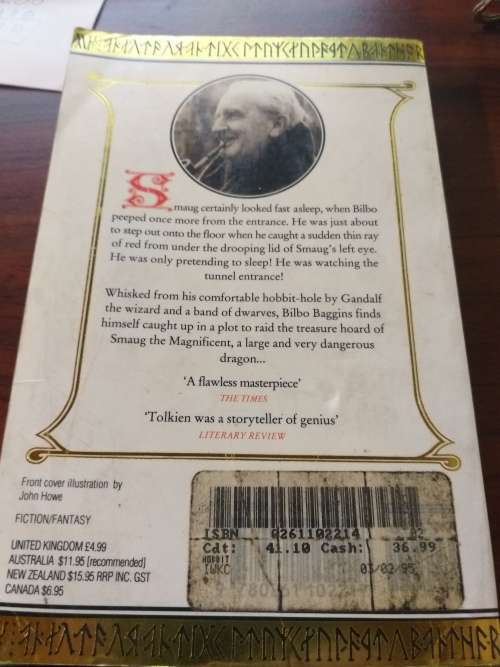 Smaug certainly looked fast asleep, when Bilbo
peeped once more from the entrance. He was just about
to step out onto the floor when he caught a sudden thin ray
of red from under the drooping lid of Smaug's left eye.
He was only pretending to sleep! He was watching the
tunnel entrance!
Whisked from his comfortable hobbit-hole by Gandalf
the wizard and a band of dwarves, Bilbo Baggins finds
himself caught up in a plot to raid the treasure hoard of
Smaug the Magnificent, a large and very dangerous
dragon...
'A flawless masterpiece'
THE TIMES
'Tolkien was a storyteller of genius'
LITERARY REVIEW
Front cover illustration by
John Howe
FICTION/FANTASY
UNITED KINGDOM £4.99
AUSTRALIA $11.95 (recommended)
NEW ZEALAND $15.95 RRP INC. GST
CANADA $6.95
ISBN 0261102214
Cdt: 41.10 Cash: 36.99
HOBBIT
IWKC 03/02/95